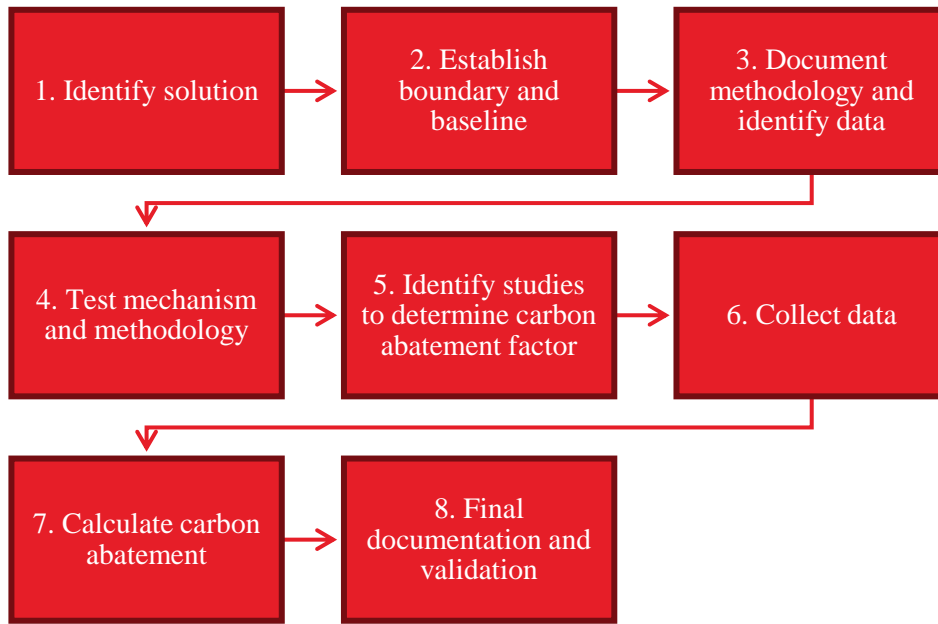 1. Identify solution
2. Establish
boundary and
baseline
3. Document
methodology and
identify data
4. Test mechanism
and methodology
5. Identify studies
to determine carbon
abatement factor
6. Collect data
7. Calculate carbon
abatement
8. Final
documentation and
validation